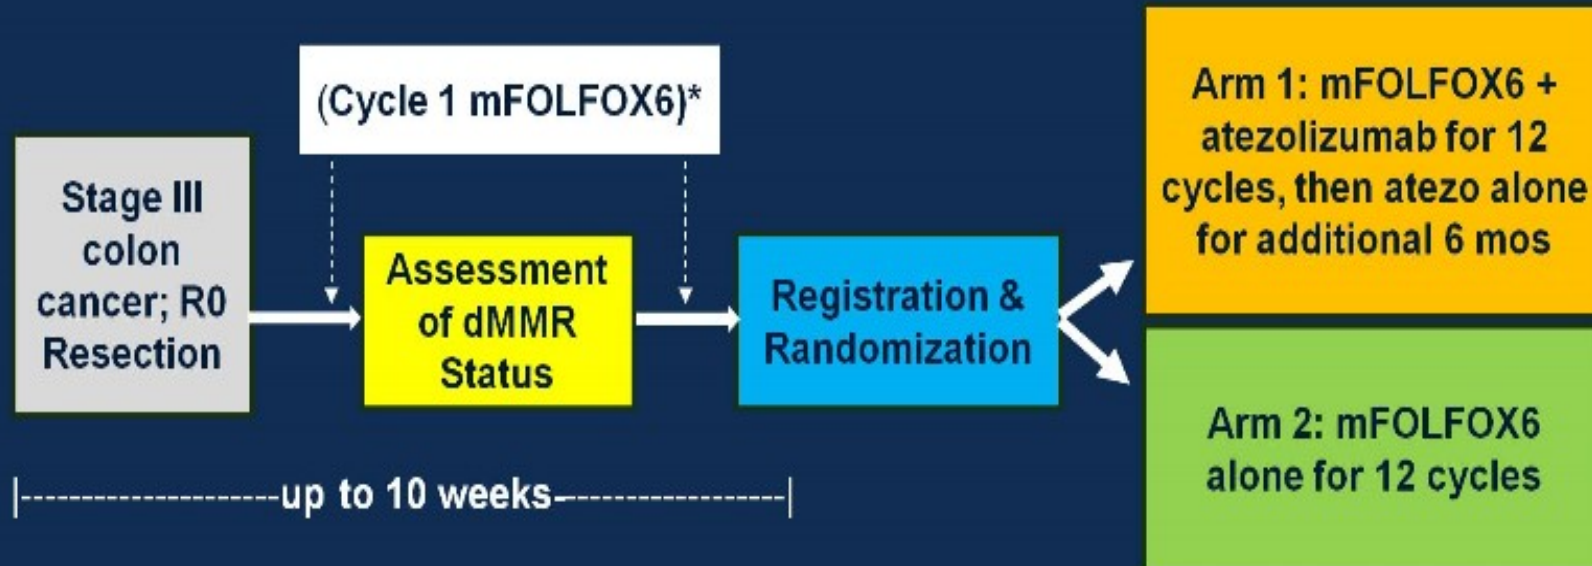 (Cycle 1 mFOLFOX6)*
Stage III
colon
cancer; R0
Resection
Assessment
of dMMR
Status
Registration &
Randomization
Arm 1: mFOLFOX6 +
atezolizumab for 12
cycles, then atezo alone
for additional 6 mos
Arm 2: mFOLFOX6
alone for 12 cycles
|--------------------up to 10 weeks-----------------|